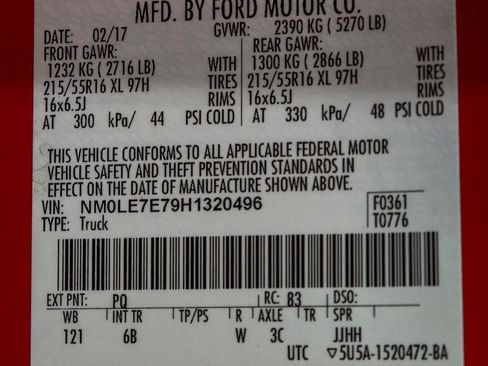 MFD. BY FORD MOTOR CO.
DATE: 02/17 GVWR: 2390 KG ( 5270 LB)
FRONT GAWR: REAR GAWR:
1232 KG ( 2716 LB) WITH 1300 KG ( 2866 LB) WITH
215/55R16 XL 97H TIRES 215/55R16 XL 97H TIRES
16x6.5J RIMS 16x6.5J RIMS
AT 300 kPa/ 44 PSI COLD AT 330 kPa/ 48 PSI COLD
THIS VEHICLE CONFORMS TO ALL APPLICABLE FEDERAL MOTOR
VEHICLE SAFETY AND THEFT PREVENTION STANDARDS IN
EFFECT ON THE DATE OF MANUFACTURE SHOWN ABOVE.
VIN: NM0LE7E79H1320496 F0361
TYPE: Truck T0776
EXT PNT: PQ RC: 83 DSO:
WB INT TR TP/PS R AXLE TR SPR
121 6B W 3C JJHH
UTC ▽5U5A-1520472-BA